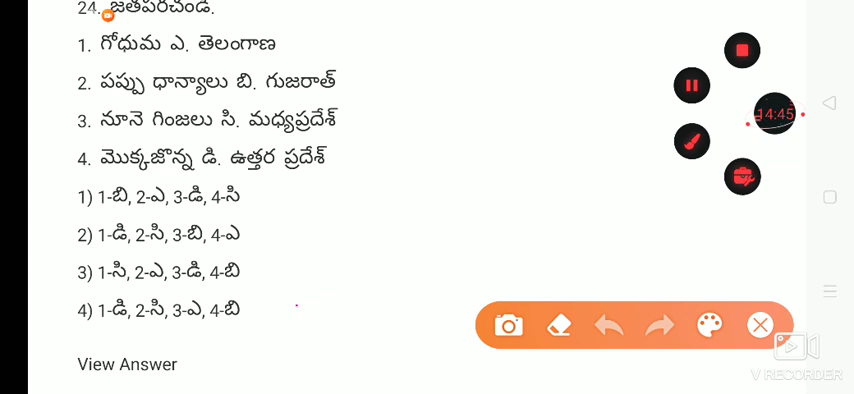 24. జతపరచండి.
1. గోధుమ ఎ. తెలంగాణ
2. పప్పు ధాన్యాలు బి. గుజరాత్
3. నూనె గింజలు సి. మధ్యప్రదేశ్
4. మొక్కజొన్న డి. ఉత్తర ప్రదేశ్
1) 1-బి, 2-ఎ, 3-డి, 4-సి
2) 1-డి, 2-సి, 3-బి, 4-ఎ
3) 1-సి, 2-ఎ, 3-డి, 4-బి
4) 1-డి, 2-సి, 3-ఎ, 4-బి
View Answer
14:45
V RECORDER